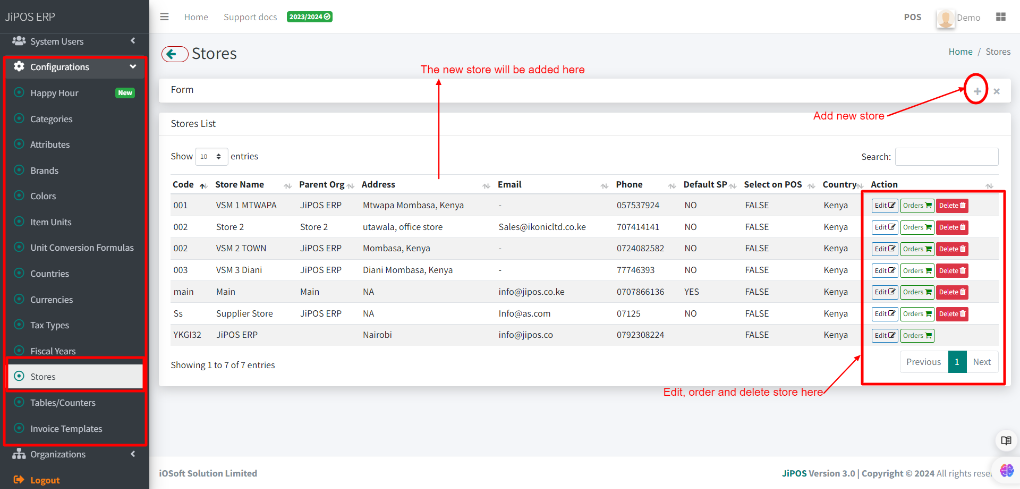 JiPOS ERP
Home Support docs 2023/2024
POS Demo
System Users
Configurations
Happy Hour New
Categories
Attributes
Brands
Colors
Item Units
Unit Conversion Formulas
Countries
Currencies
Tax Types
Fiscal Years
Stores
Tables/Counters
Invoice Templates
Organizations
Logout
Stores
Home / Stores
The new store will be added here
Form
Add new store
Stores List
Show 10 entries
Search:
Code Store Name Parent Org Address Email Phone Default SP Select on POS Country Action
001 VSM 1 MTWAPA JiPOS ERP Mtwapa Mombasa, Kenya - 057537924 NO FALSE Kenya Edit Orders Delete
002 Store 2 Store 2 utawala, office store Sales@ikonicltd.co.ke 707414141 NO FALSE Kenya Edit Orders Delete
002 VSM 2 TOWN JiPOS ERP Mombasa, Kenya - 0724082582 NO FALSE Kenya Edit Orders Delete
003 VSM 3 Diani JiPOS ERP Diani Mombasa, Kenya - 77746393 NO FALSE Kenya Edit Orders Delete
main Main Main NA info@jipos.co.ke 0707866136 YES FALSE Kenya Edit Orders Delete
Ss Supplier Store JiPOS ERP NA Info@as.com 07125 NO FALSE Kenya Edit Orders Delete
YKGI32 JiPOS ERP Nairobi info@jipos.co 0792308224 FALSE Kenya Edit Orders
Showing 1 to 7 of 7 entries
Previous 1 Next
Edit, order and delete store here
iOSoft Solution Limited
JiPOS Version 3.0 | Copyright © 2024 All rights